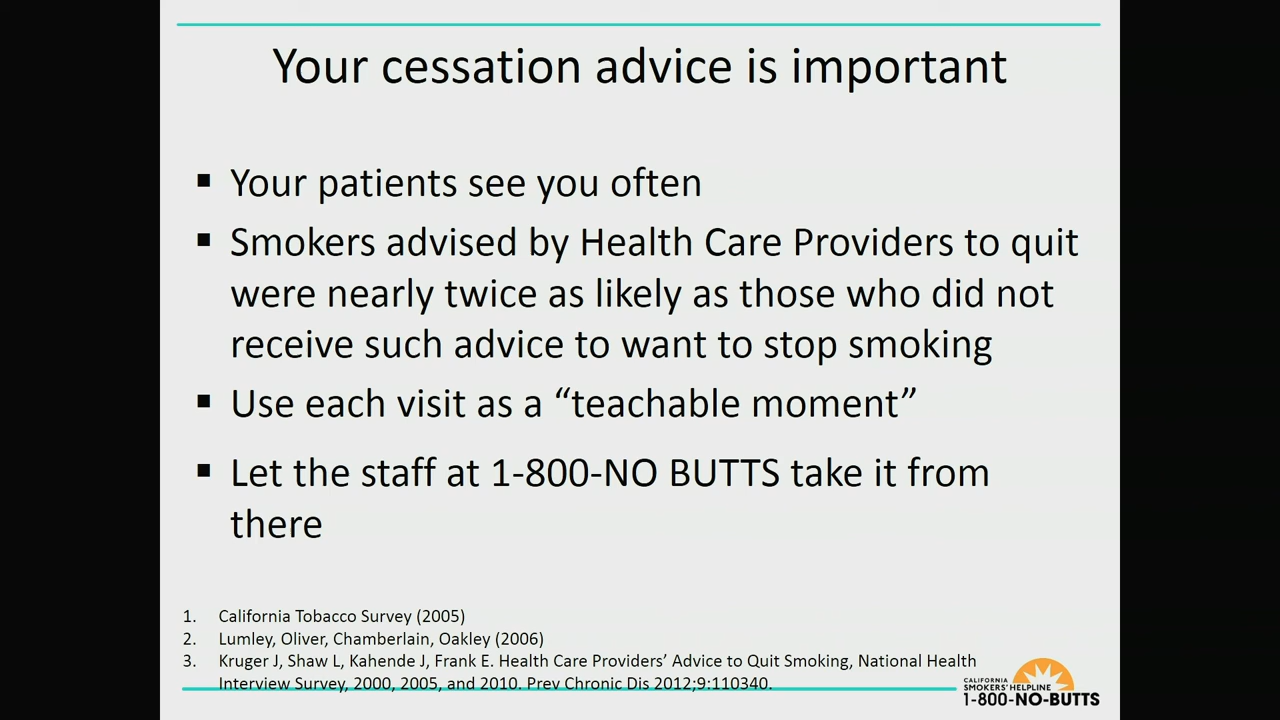 Your cessation advice is important
▪ Your patients see you often
▪ Smokers advised by Health Care Providers to quit
were nearly twice as likely as those who did not
receive such advice to want to stop smoking
▪ Use each visit as a “teachable moment”
▪ Let the staff at 1-800-NO BUTTS take it from
there
1. California Tobacco Survey (2005)
2. Lumley, Oliver, Chamberlain, Oakley (2006)
3. Kruger J, Shaw L, Kahende J, Frank E. Health Care Providers’ Advice to Quit Smoking, National Health
Interview Survey, 2000, 2005, and 2010. Prev Chronic Dis 2012;9:110340.
CALIFORNIA
SMOKERS' HELPLINE
1-800-NO-BUTTS